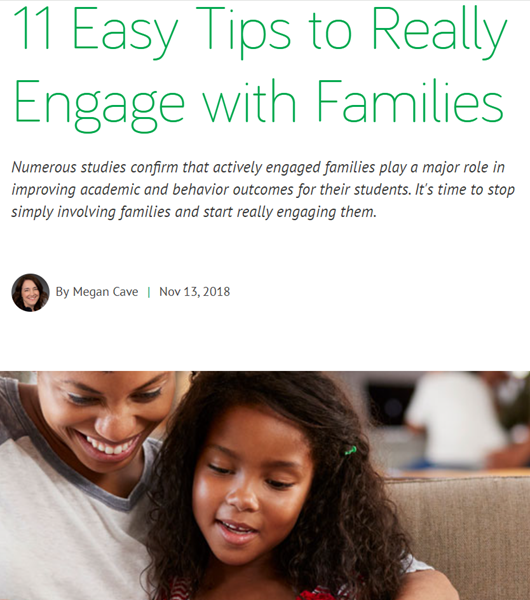 11 Easy Tips to Really
Engage with Families
Numerous studies confirm that actively engaged families play a major role in
improving academic and behavior outcomes for their students. It's time to stop
simply involving families and start really engaging them.
By Megan Cave | Nov 13, 2018